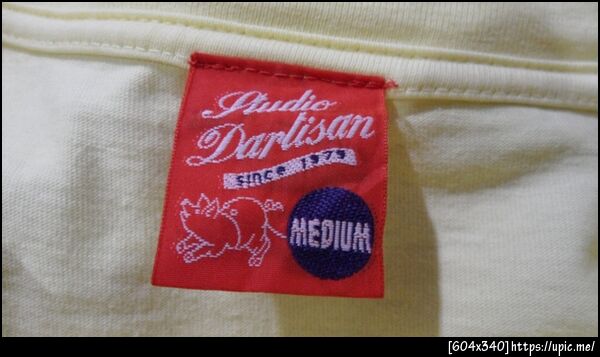 Studio
Dartisan
SINCE 1979
MEDIUM
[604x340]https://upic.me/